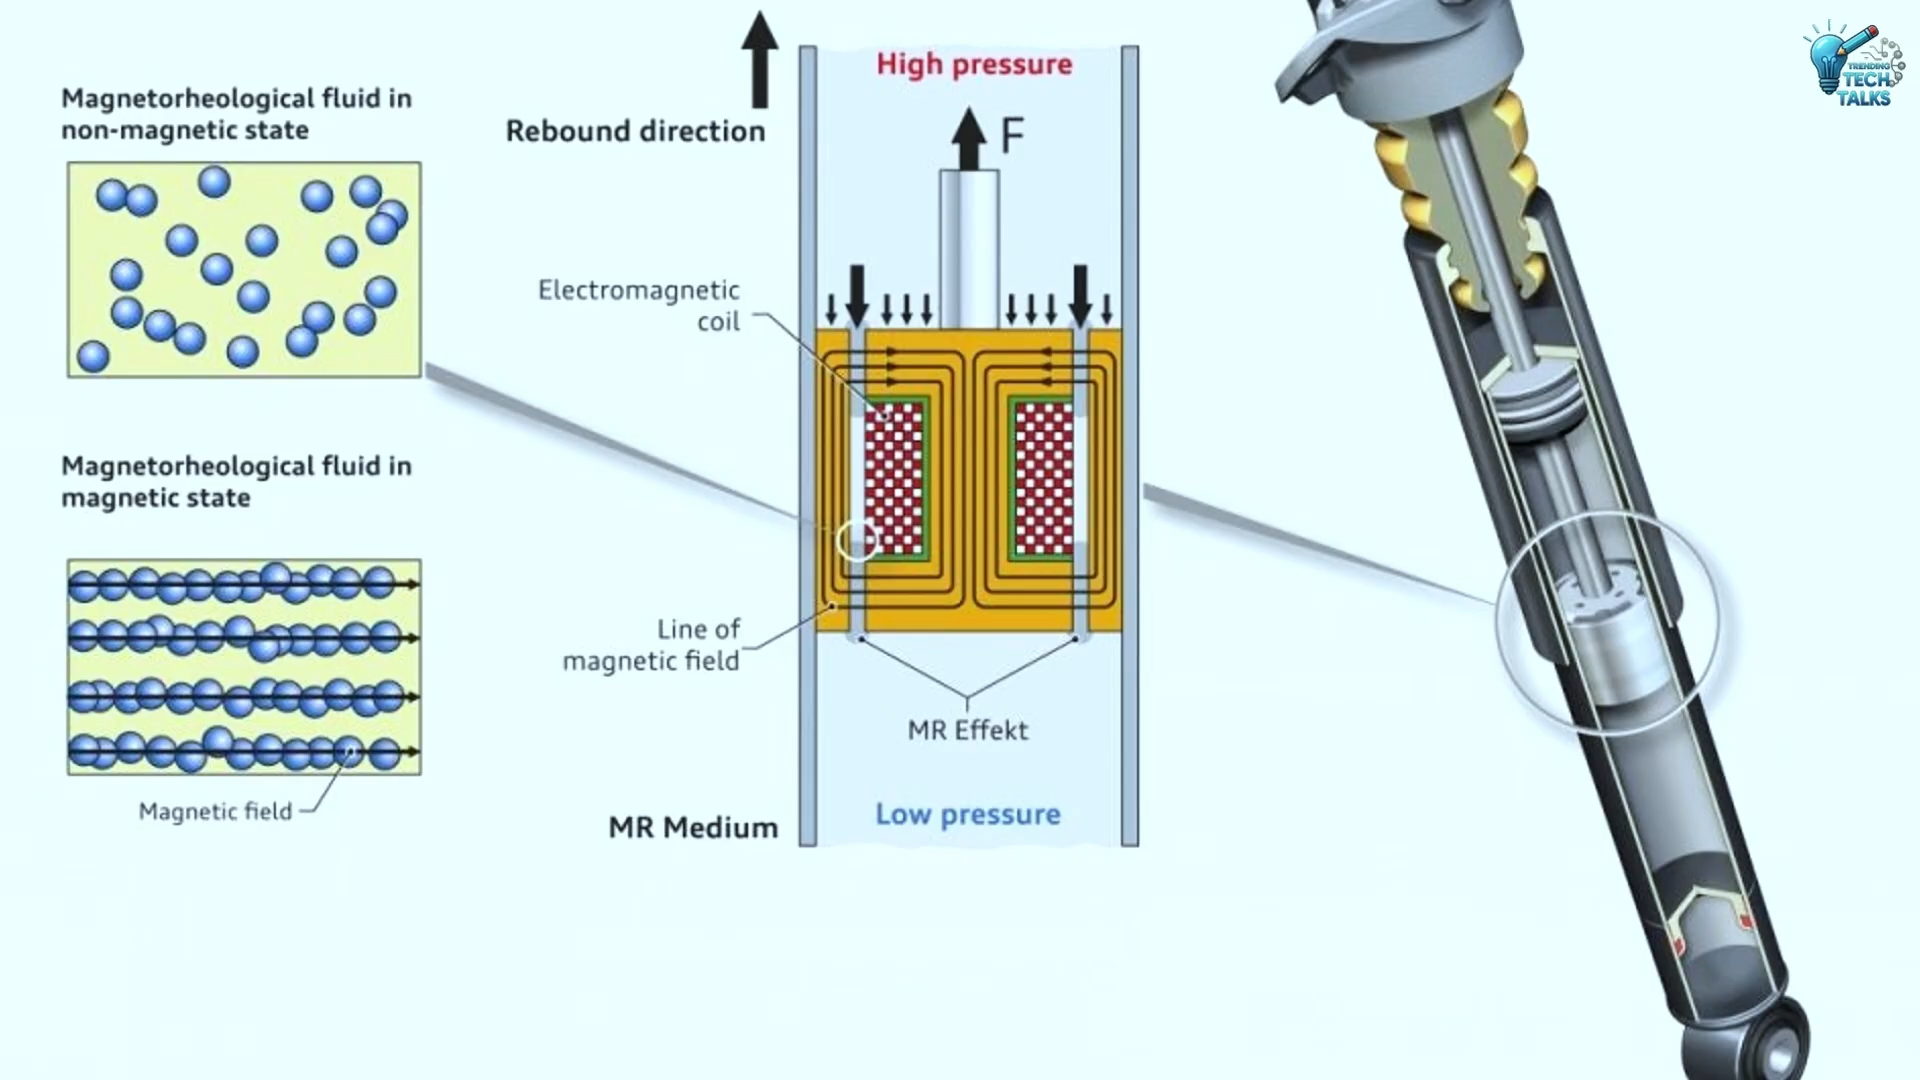 Magnetorheological fluid in
non-magnetic state
Magnetorheological fluid in
magnetic state
Magnetic field
Rebound direction
High pressure
F
Electromagnetic
coil
Line of
magnetic field
MR Effekt
MR Medium
Low pressure
TRENDING
TECH
TALKS